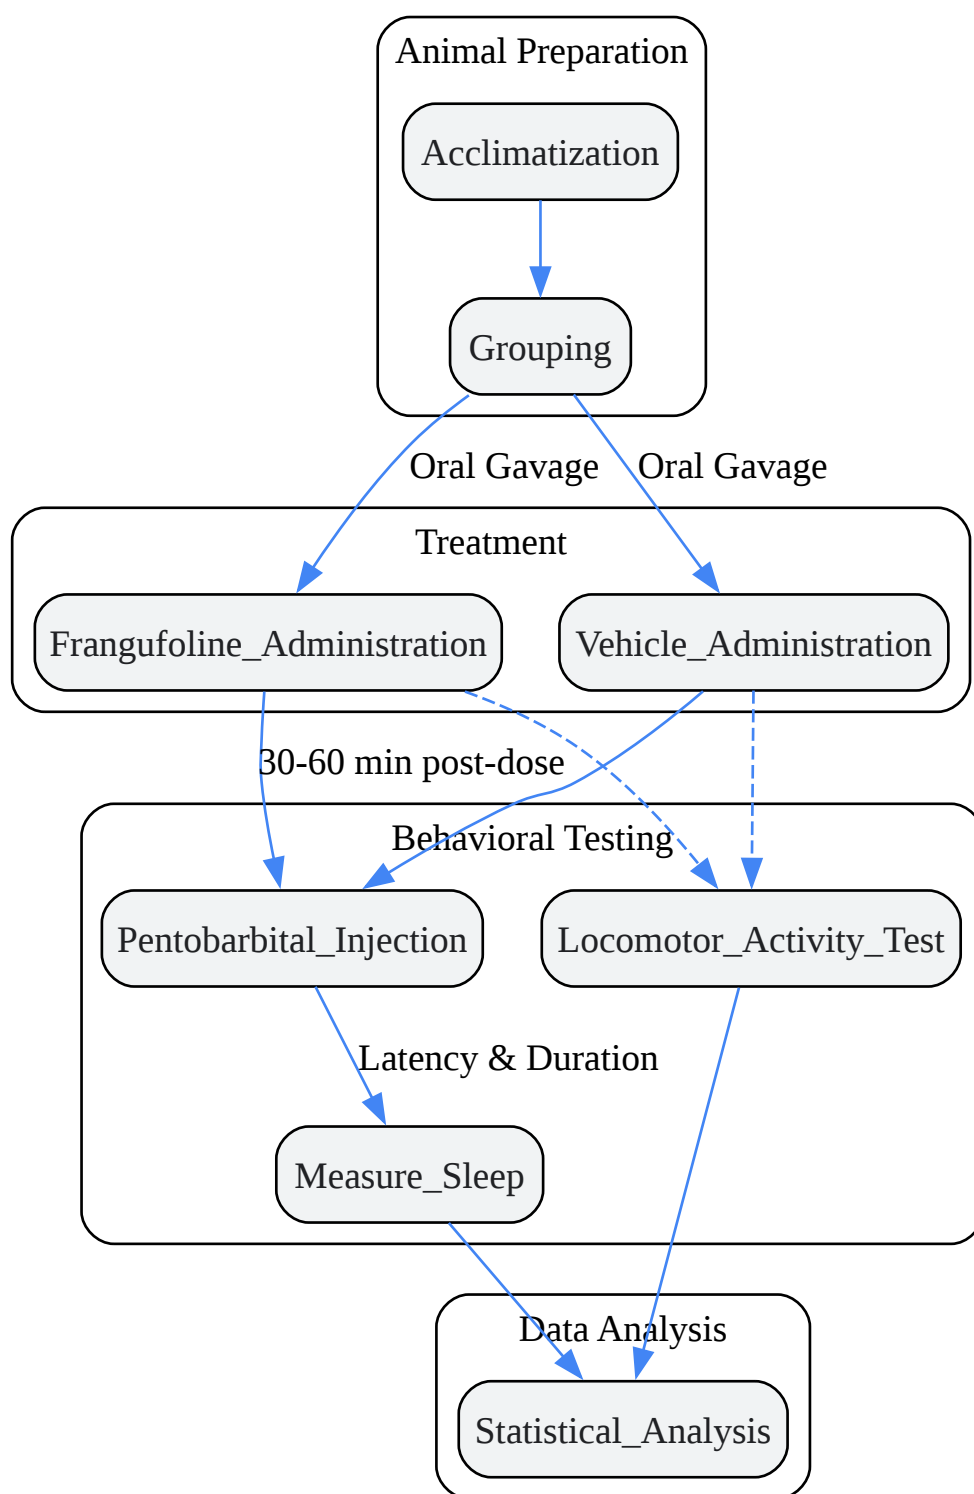 Animal Preparation
Acclimatization
Grouping
Oral Gavage
Oral Gavage
Treatment
Frangufoline_Administration
Vehicle_Administration
30-60 min post-dose
Behavioral Testing
Pentobarbital_Injection
Locomotor_Activity_Test
Latency & Duration
Measure_Sleep
Data Analysis
Statistical_Analysis